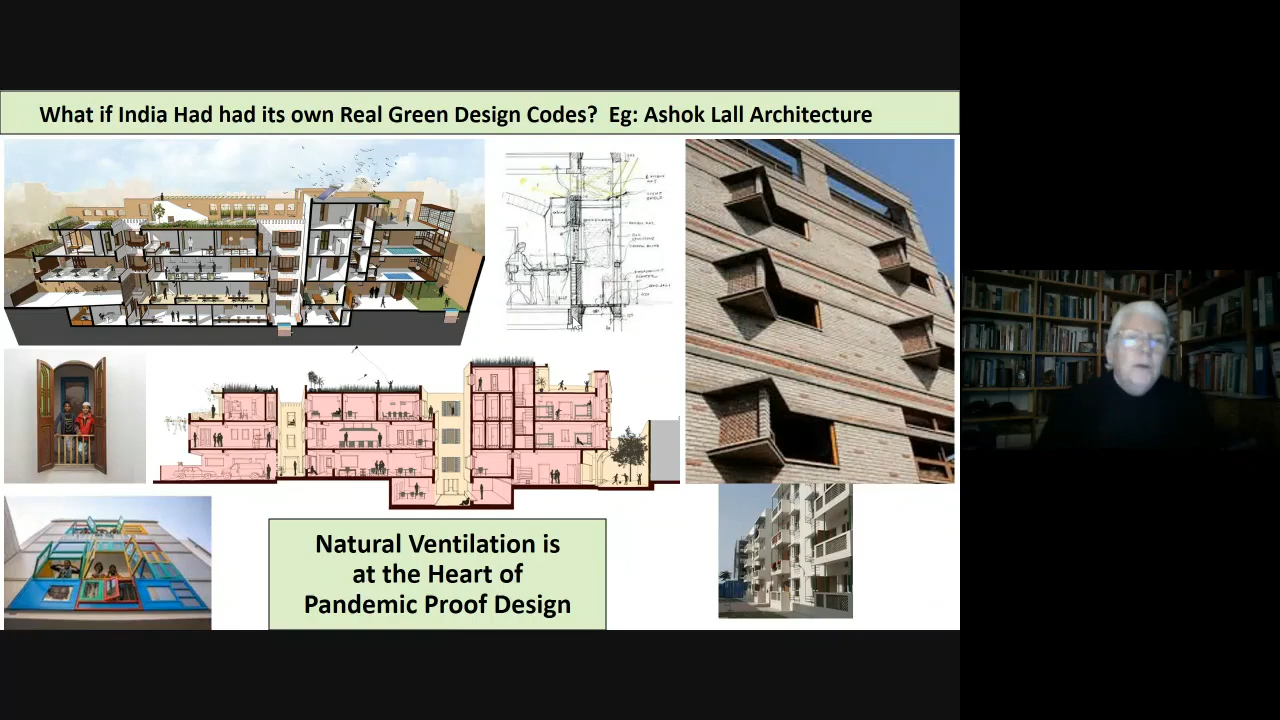 What if India Had had its own Real Green Design Codes?  Eg: Ashok Lall Architecture
Natural Ventilation is
at the Heart of
Pandemic Proof Design